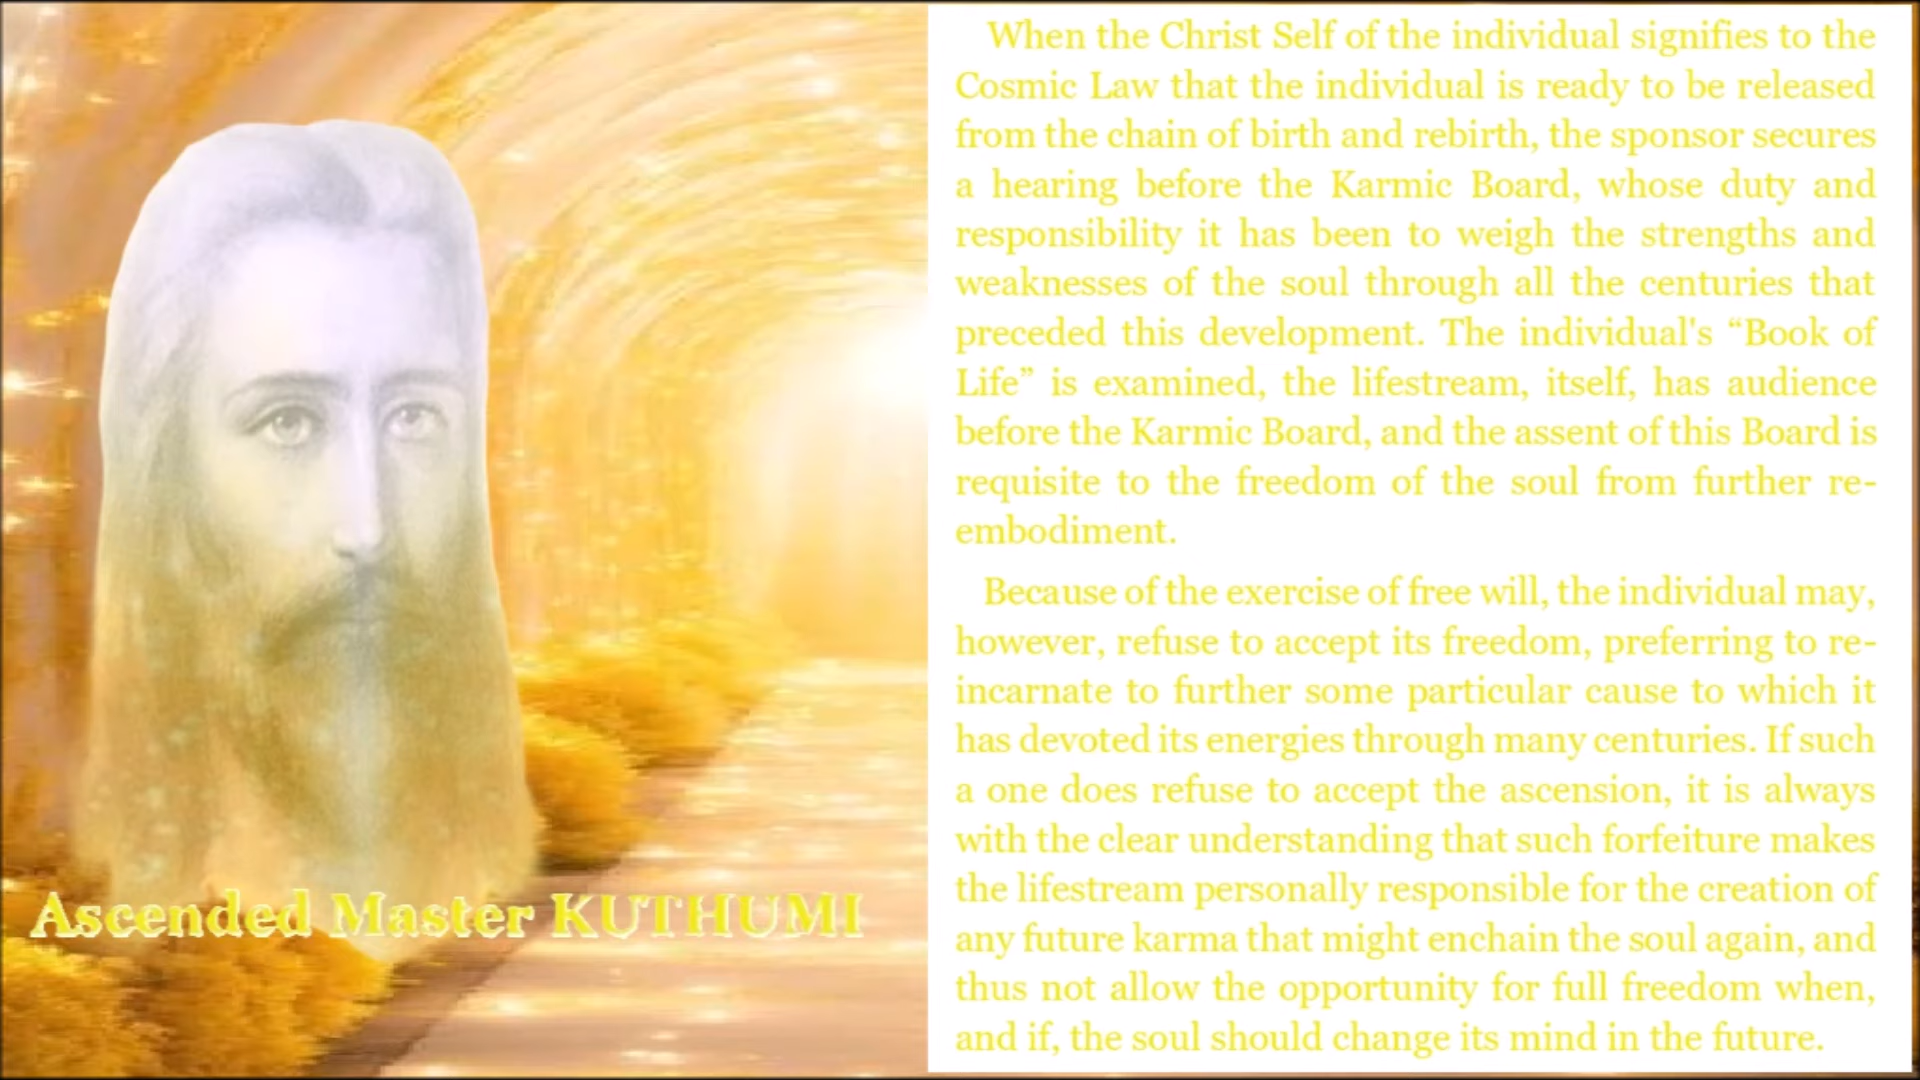 Ascended Master KUTHUMI
When the Christ Self of the individual signifies to the
Cosmic Law that the individual is ready to be released
from the chain of birth and rebirth, the sponsor secures
a hearing before the Karmic Board, whose duty and
responsibility it has been to weigh the strengths and
weaknesses of the soul through all the centuries that
preceded this development. The individual's “Book of
Life” is examined, the lifestream, itself, has audience
before the Karmic Board, and the assent of this Board is
requisite to the freedom of the soul from further re-
embodiment.
Because of the exercise of free will, the individual may,
however, refuse to accept its freedom, preferring to re-
incarnate to further some particular cause to which it
has devoted its energies through many centuries. If such
a one does refuse to accept the ascension, it is always
with the clear understanding that such forfeiture makes
the lifestream personally responsible for the creation of
any future karma that might enchain the soul again, and
thus not allow the opportunity for full freedom when,
and if, the soul should change its mind in the future.